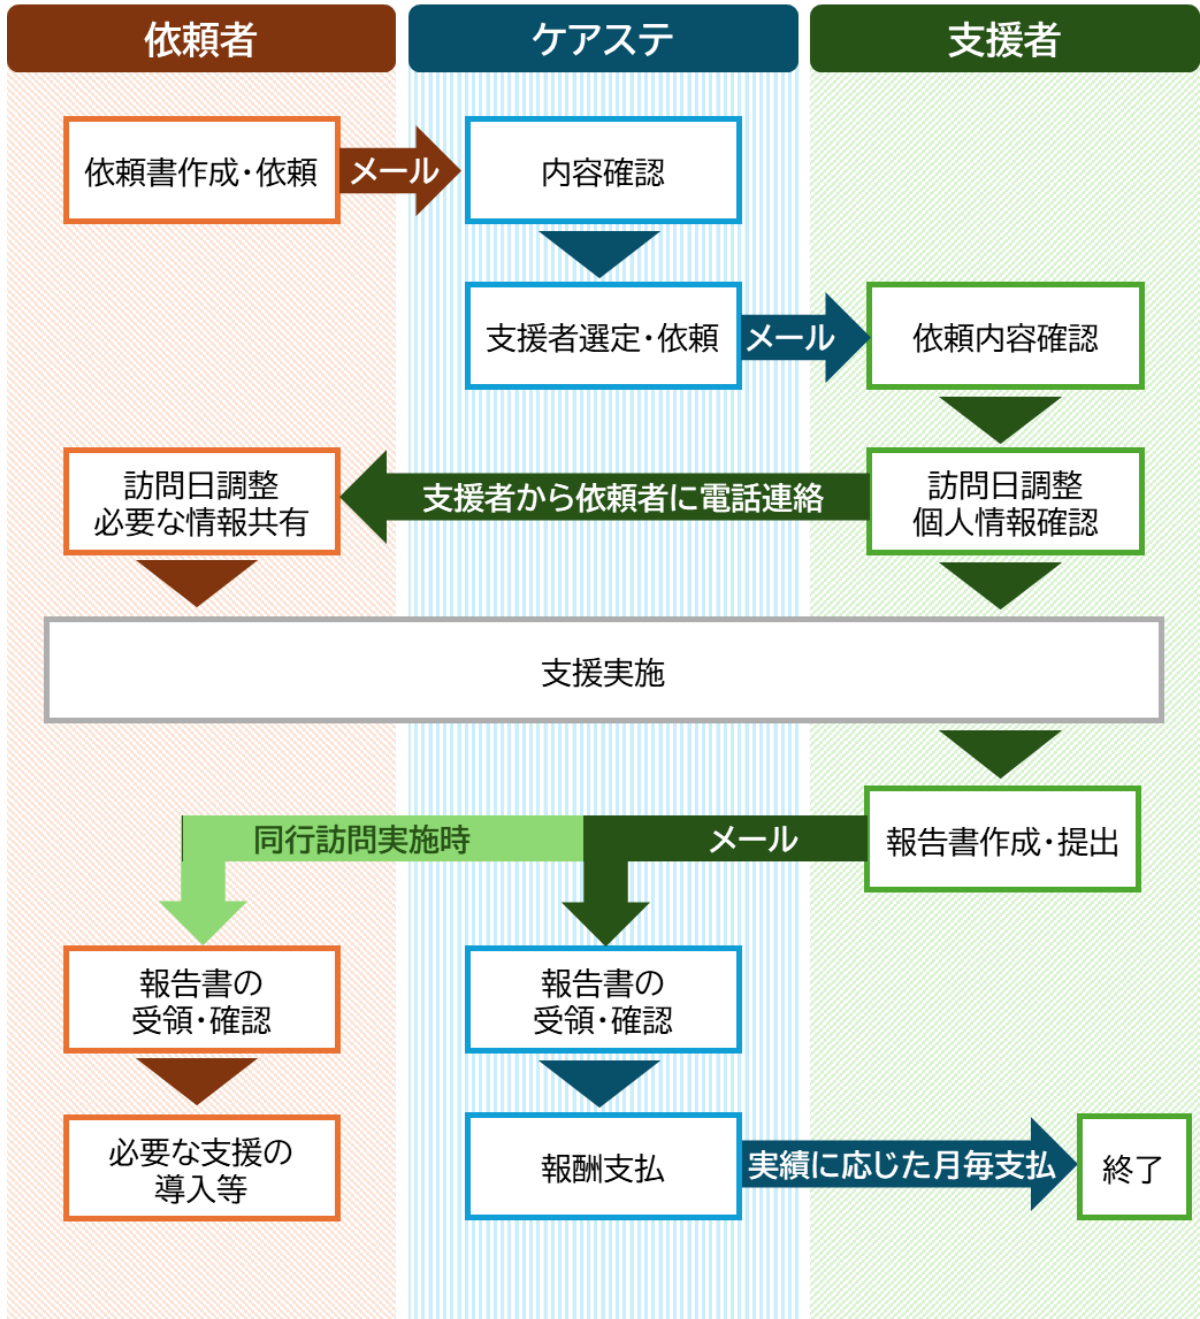 依頼者
ケアステ
支援者
依頼書作成・依頼
メール
内容確認
支援者選定・依頼
メール
依頼内容確認
訪問日調整
必要な情報共有
支援者から依頼者に電話連絡
訪問日調整
個人情報確認
支援実施
同行訪問実施時
メール
報告書作成・提出
報告書の
受領・確認
報告書の
受領・確認
必要な支援の
導入等
報酬支払
実績に応じた月毎支払
終了